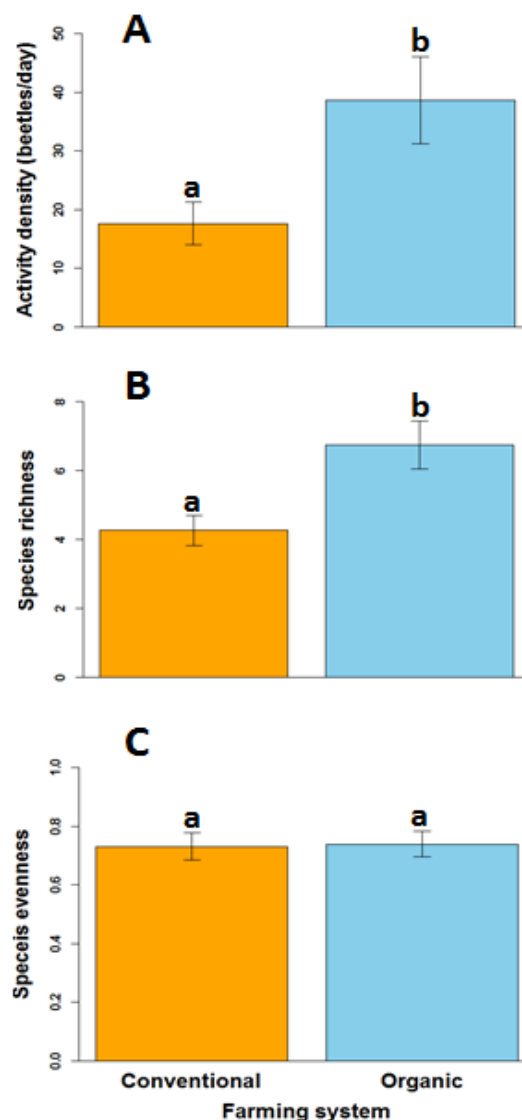 A
Activity density (beetles/day)
50
40
30
20
10
0
a
b
B
Species richness
8
6
4
2
0
a
b
C
Speceis evenness
1.0
0.8
0.6
0.4
0.2
0.0
a
a
Conventional
Organic
Farming system